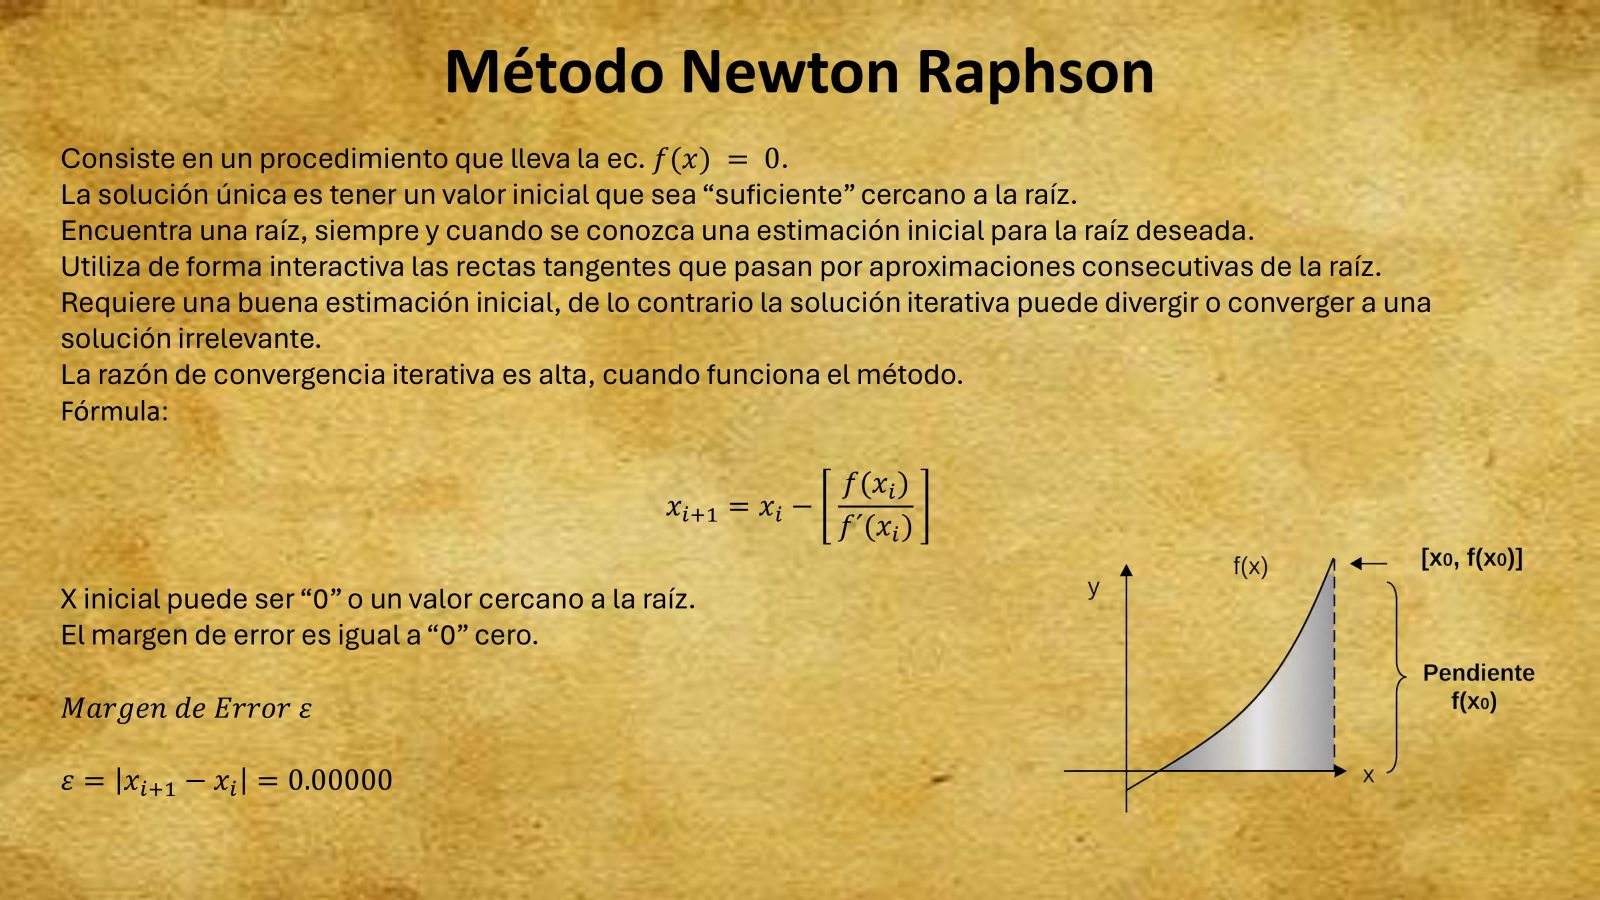 Método Newton Raphson
Consiste en un procedimiento que lleva la ec. 𝑓(𝑥) = 0.
La solución única es tener un valor inicial que sea “suficiente” cercano a la raíz.
Encuentra una raíz, siempre y cuando se conozca una estimación inicial para la raíz deseada.
Utiliza de forma interactiva las rectas tangentes que pasan por aproximaciones consecutivas de la raíz.
Requiere una buena estimación inicial, de lo contrario la solución iterativa puede divergir o converger a una
solución irrelevante.
La razón de convergencia iterativa es alta, cuando funciona el método.
Fórmula:
x_{i+1} = x_i − [f(x_i) / f´(x_i)]
X inicial puede ser “0” o un valor cercano a la raíz.
El margen de error es igual a “0” cero.
Margen de Error ε
ε = |x_{i+1} − x_i| = 0.00000
y
f(x)
[x0, f(x0)]
Pendiente
f(x0)
x